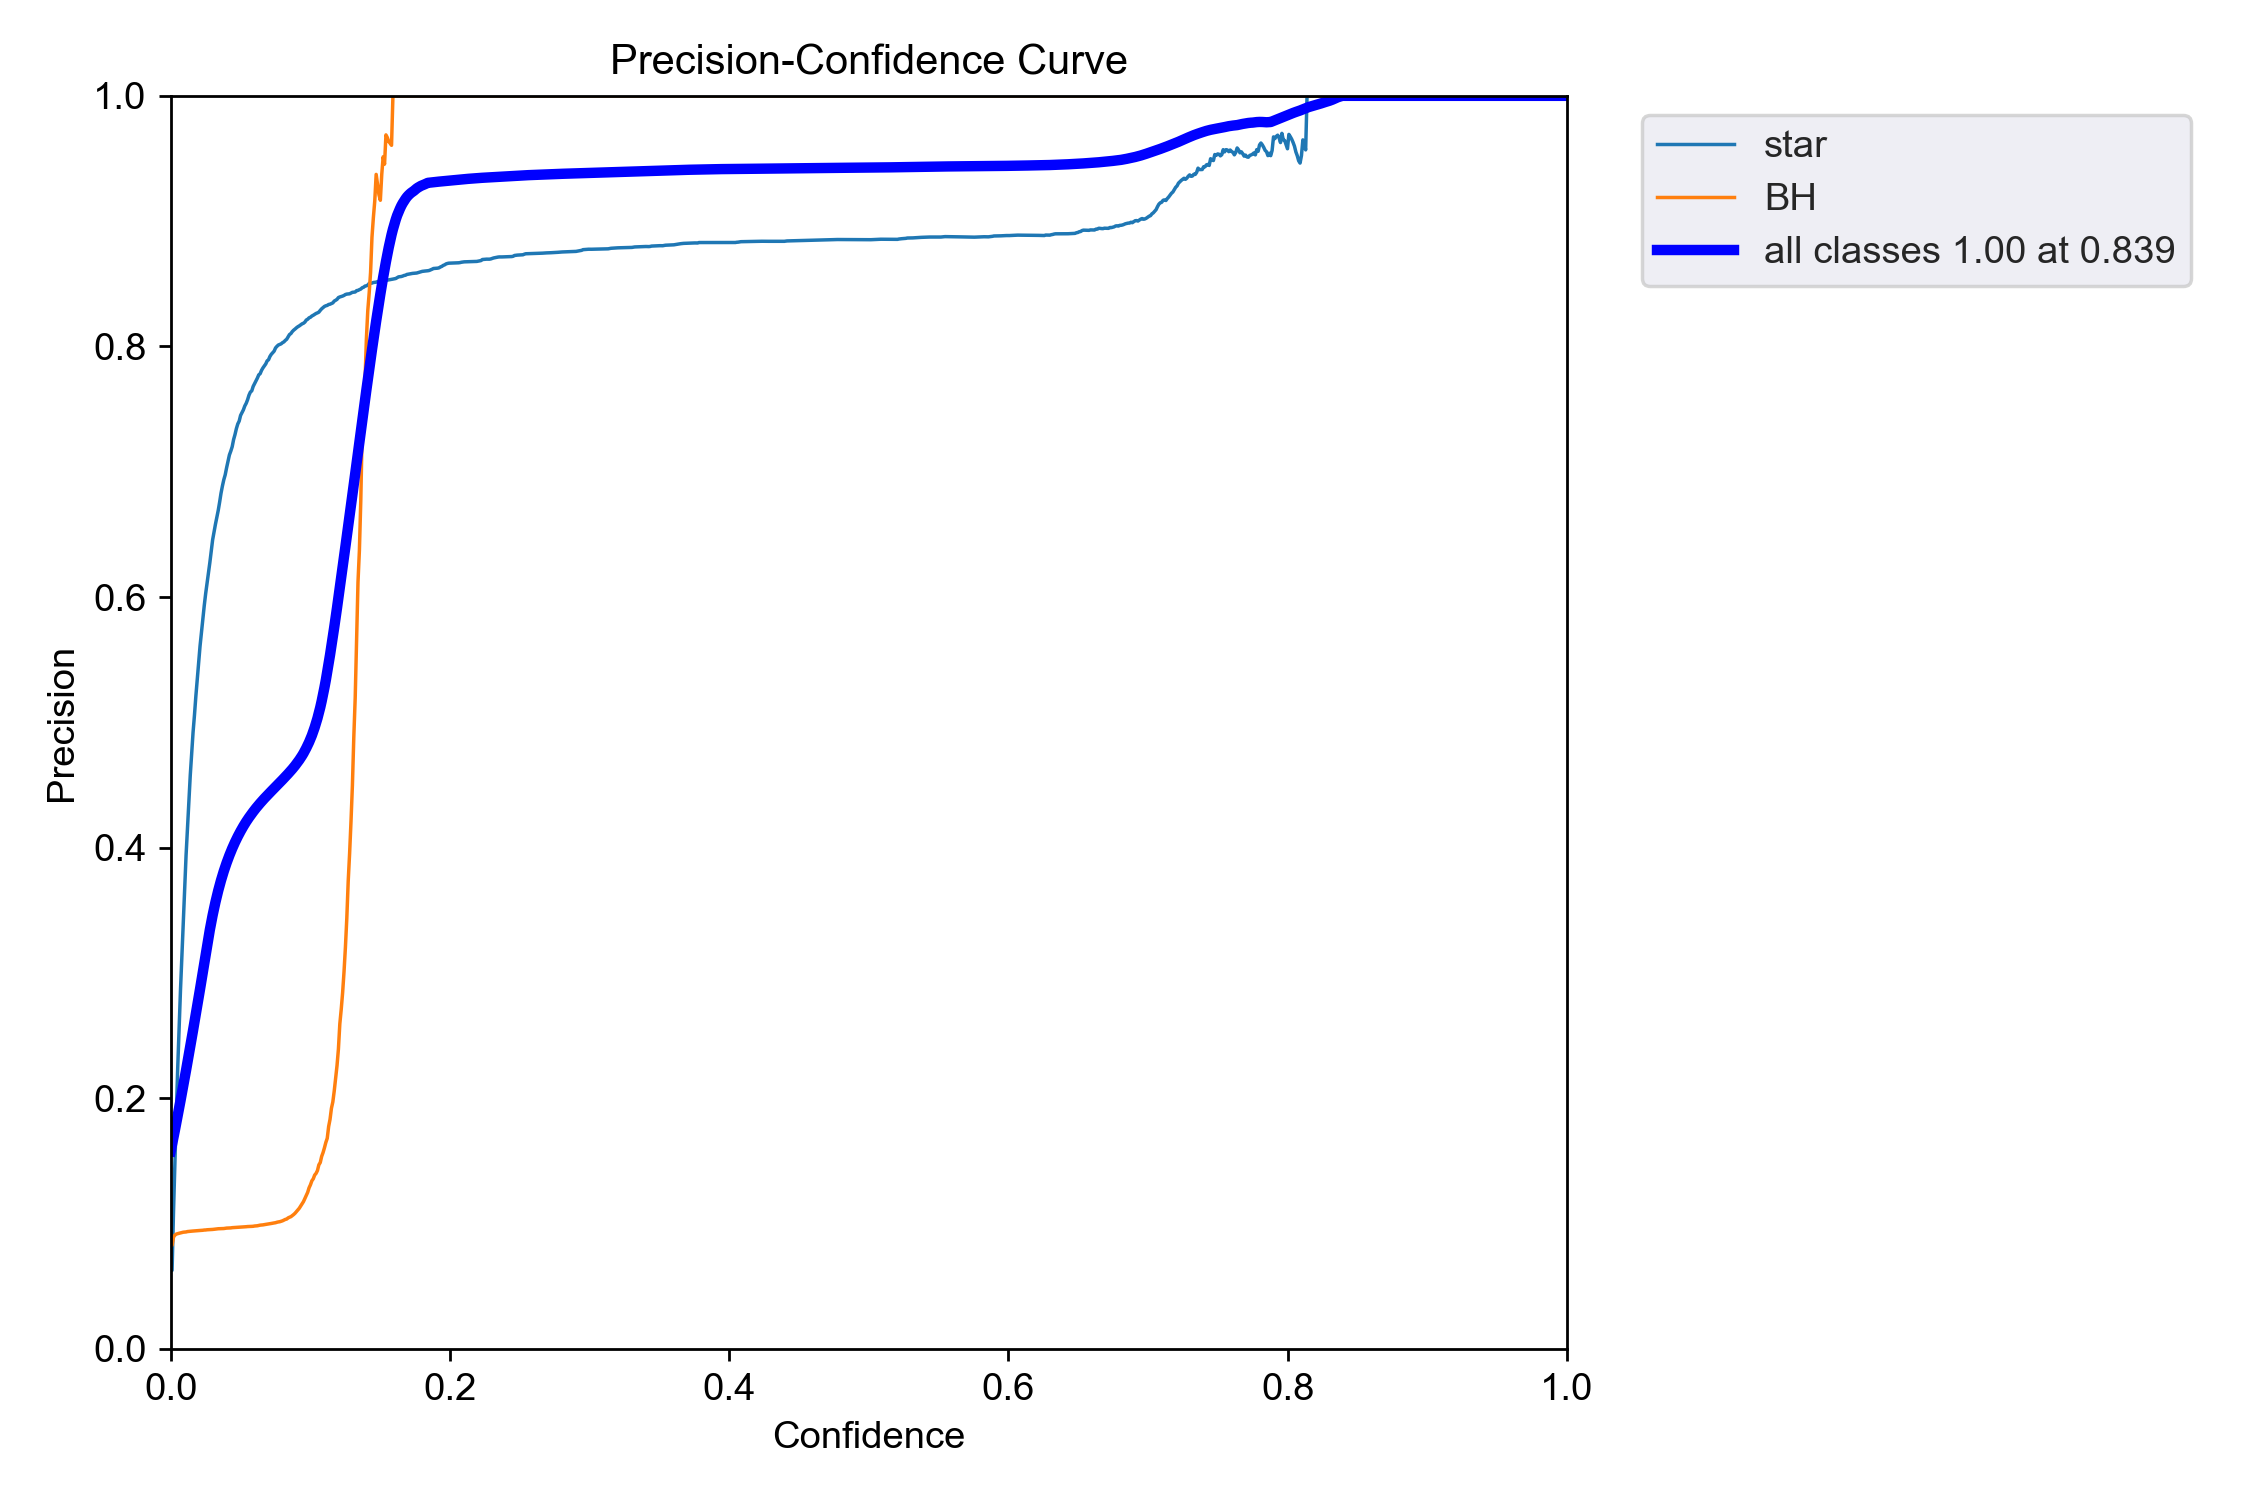 Precision-Confidence Curve
1.0
0.8
0.6
0.4
0.2
0.0
Precision
0.0 0.2 0.4 0.6 0.8 1.0
Confidence
star
BH
all classes 1.00 at 0.839